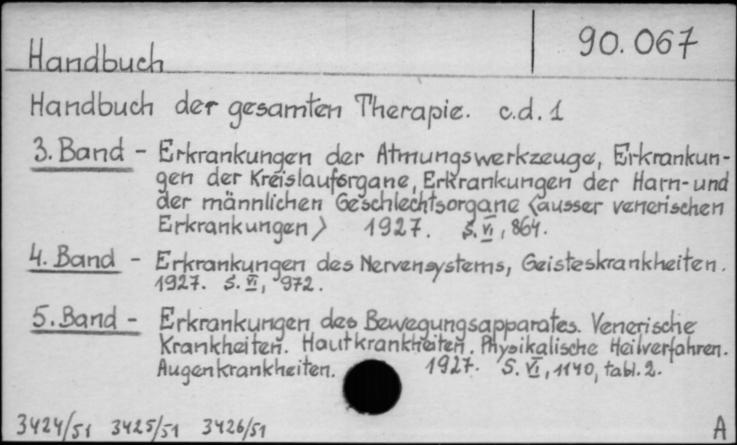 90.067
Handbuch
Handbuch der gesamten Therapie. c.d. 1
3. Band - Erkrankungen der Atmungswerkzeuge, Erkrankun-
gen der Kreislauforgane, Erkrankungen der Harn- und
der männlichen Geschlechtsorgane <ausser venerischen
Erkrankungen> 1927. S. VI, 864.
4. Band - Erkrankungen des Nervensystems, Geisteskrankheiten.
1927. S. VI, 972.
5. Band - Erkrankungen des Bewegungsapparates. Venerische
Krankheiten. Hautkrankheiten. Physikalische Heilverfahren.
Augenkrankheiten. 1927. S. VI, 1140, tabl. 2.
3424/51 3425/51 3426/51 A